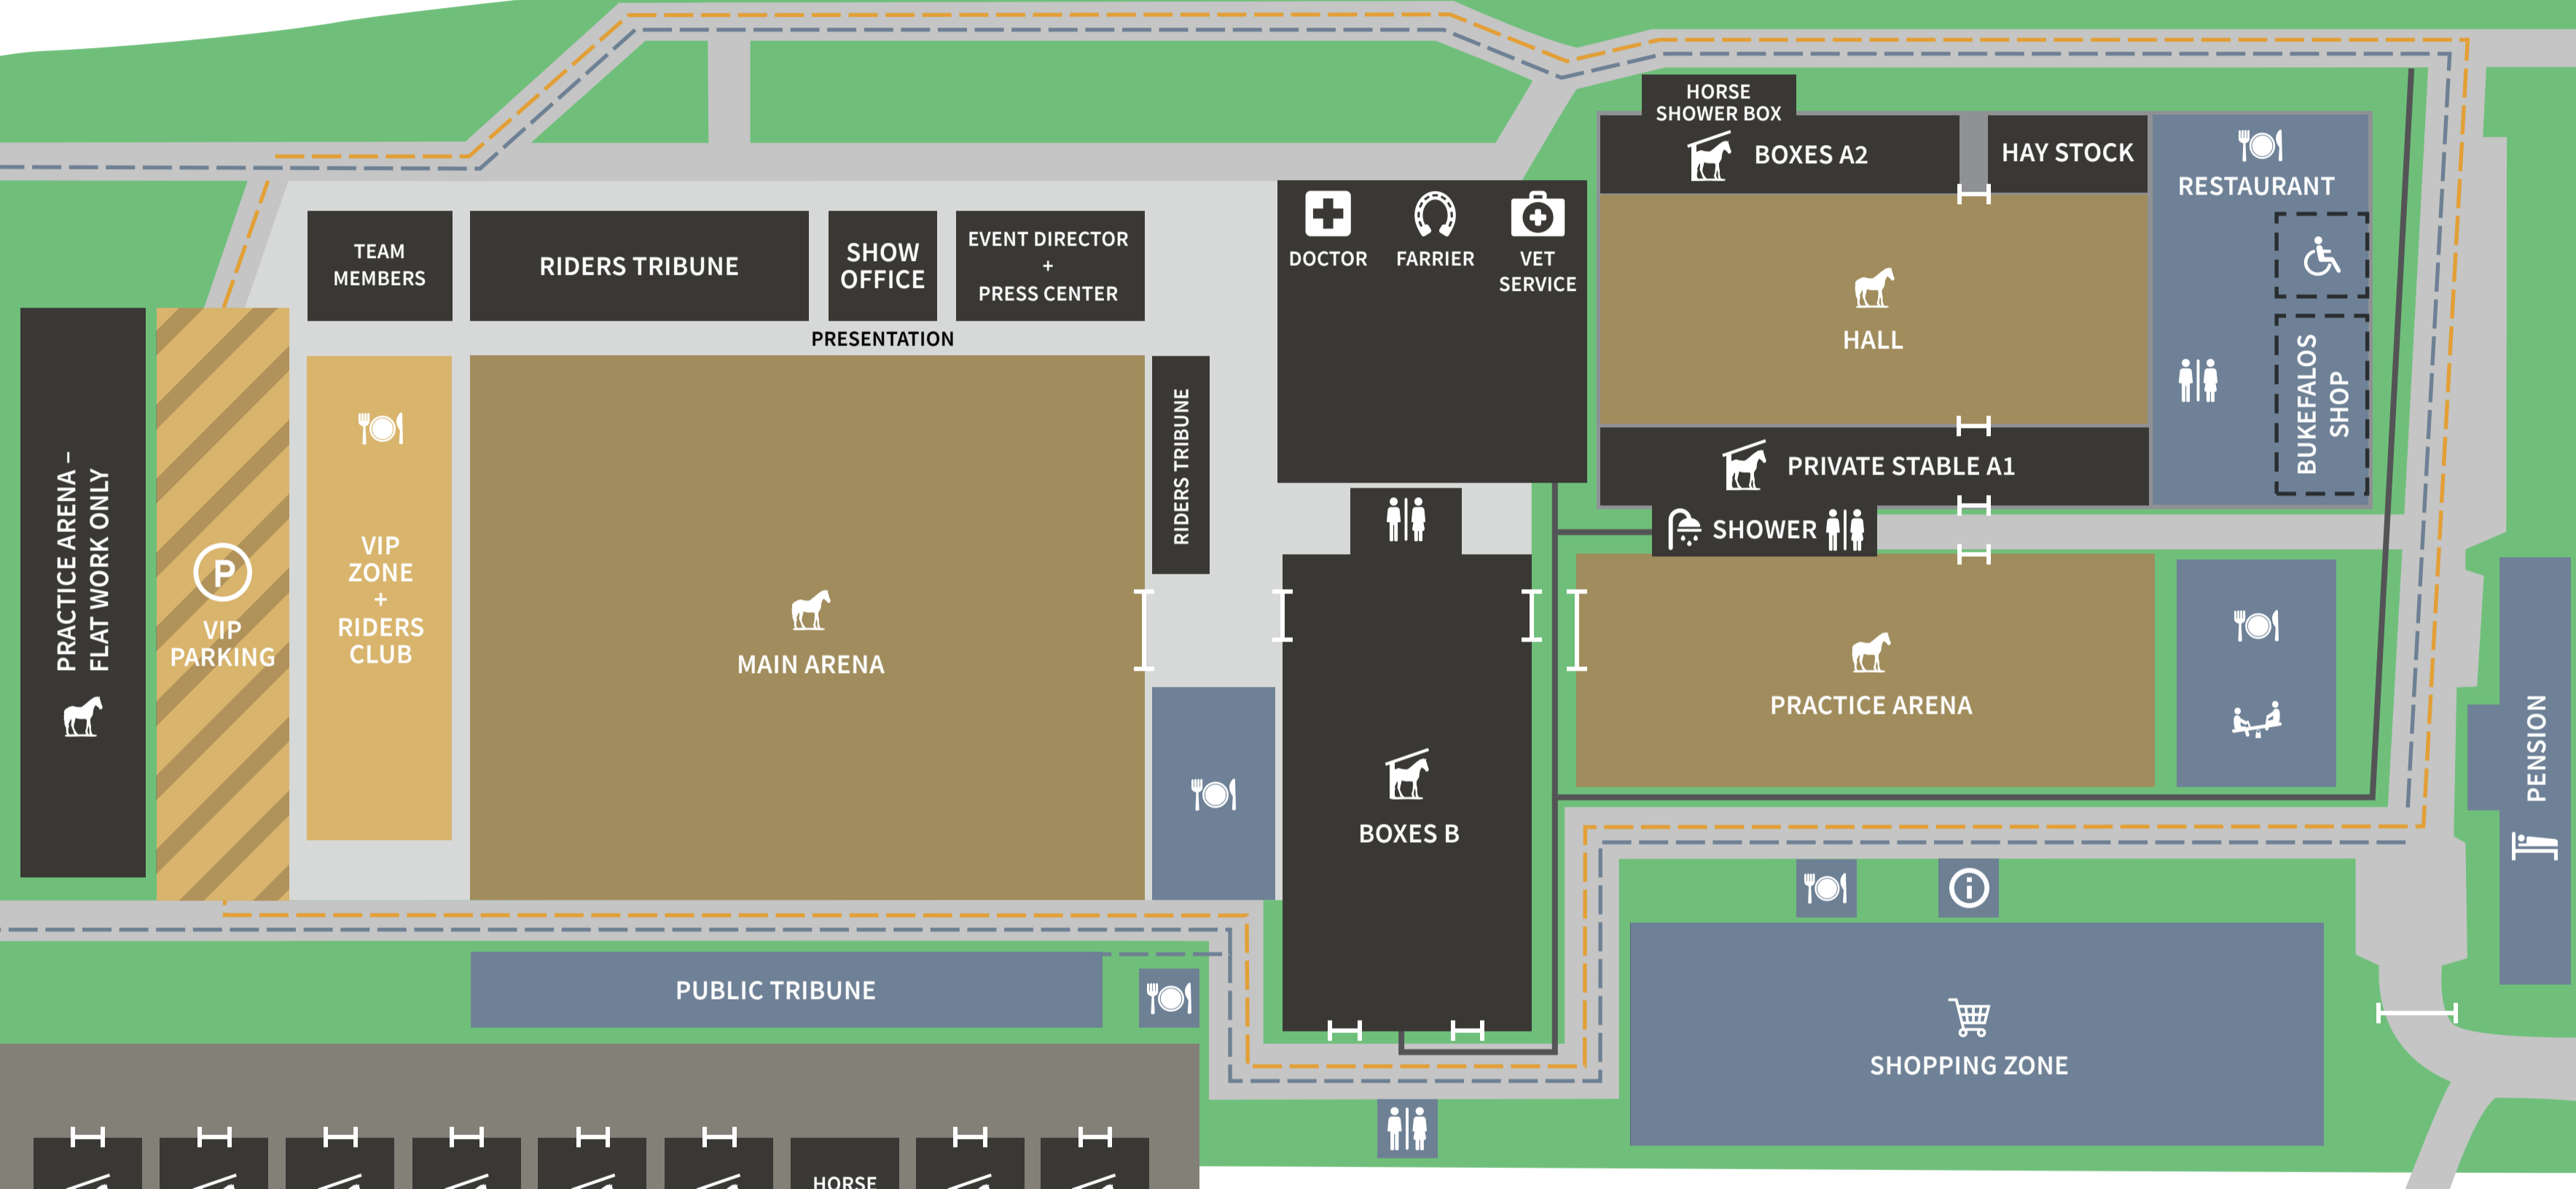 HORSE
SHOWER BOX
BOXES A2
HAY STOCK
RESTAURANT
TEAM
MEMBERS
RIDERS TRIBUNE
SHOW
OFFICE
EVENT DIRECTOR
+
PRESS CENTER
PRESENTATION
DOCTOR
FARRIER
VET
SERVICE
HALL
BUKEFALOS
SHOP
PRIVATE STABLE A1
SHOWER
PRACTICE ARENA –
FLAT WORK ONLY
P
VIP
PARKING
VIP
ZONE
+
RIDERS
CLUB
MAIN ARENA
RIDERS TRIBUNE
BOXES B
PRACTICE ARENA
PENSION
PUBLIC TRIBUNE
SHOPPING ZONE
HORSE